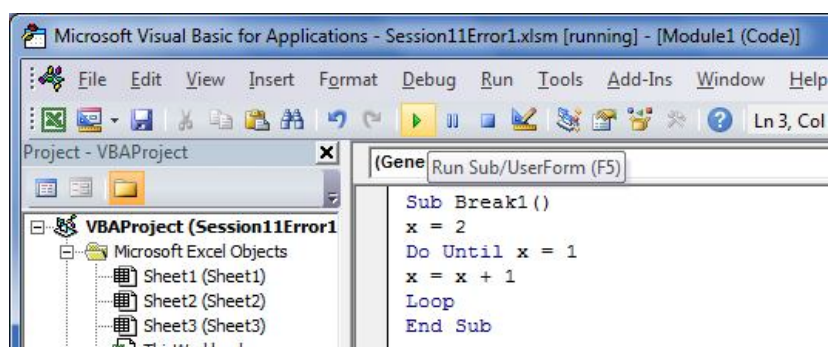 Microsoft Visual Basic for Applications - Session11Error1.xlsm [running] - [Module1 (Code)]
File Edit View Insert Format Debug Run Tools Add-Ins Window Help
Ln 3, Col
Project - VBAProject
VBAProject (Session11Error1
Microsoft Excel Objects
Sheet1 (Sheet1)
Sheet2 (Sheet2)
Sheet3 (Sheet3)
(Gene
Run Sub/UserForm (F5)
Sub Break1()
x = 2
Do Until x = 1
x = x + 1
Loop
End Sub